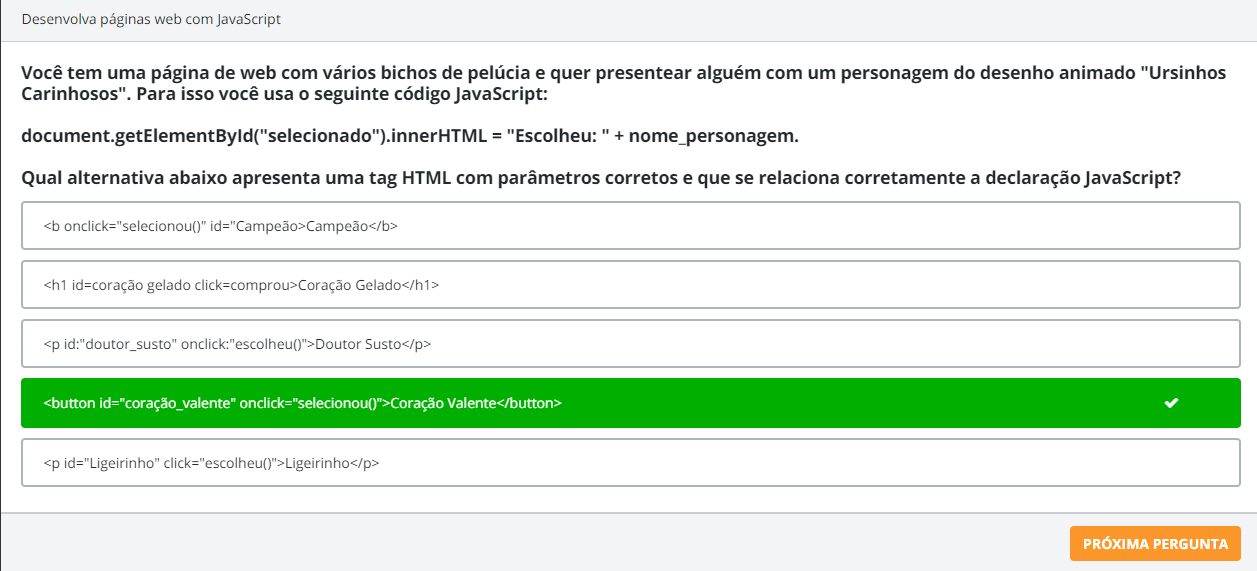 Desenvolva páginas web com JavaScript
Você tem uma página de web com vários bichos de pelúcia e quer presentear alguém com um personagem do desenho animado "Ursinhos
Carinhosos". Para isso você usa o seguinte código JavaScript:
document.getElementById("selecionado").innerHTML = "Escolheu: " + nome_personagem.
Qual alternativa abaixo apresenta uma tag HTML com parâmetros corretos e que se relaciona corretamente a declaração JavaScript?
<b onclick="selecionou()" id="Campeão>Campeão</b>
<h1 id=coração gelado click=comprou>Coração Gelado</h1>
<p id:"doutor_susto" onclick:"escolheu()">Doutor Susto</p>
<button id="coração_valente" onclick="selecionou()">Coração Valente</button>
<p id="Ligeirinho" click="escolheu()">Ligeirinho</p>
PRÓXIMA PERGUNTA